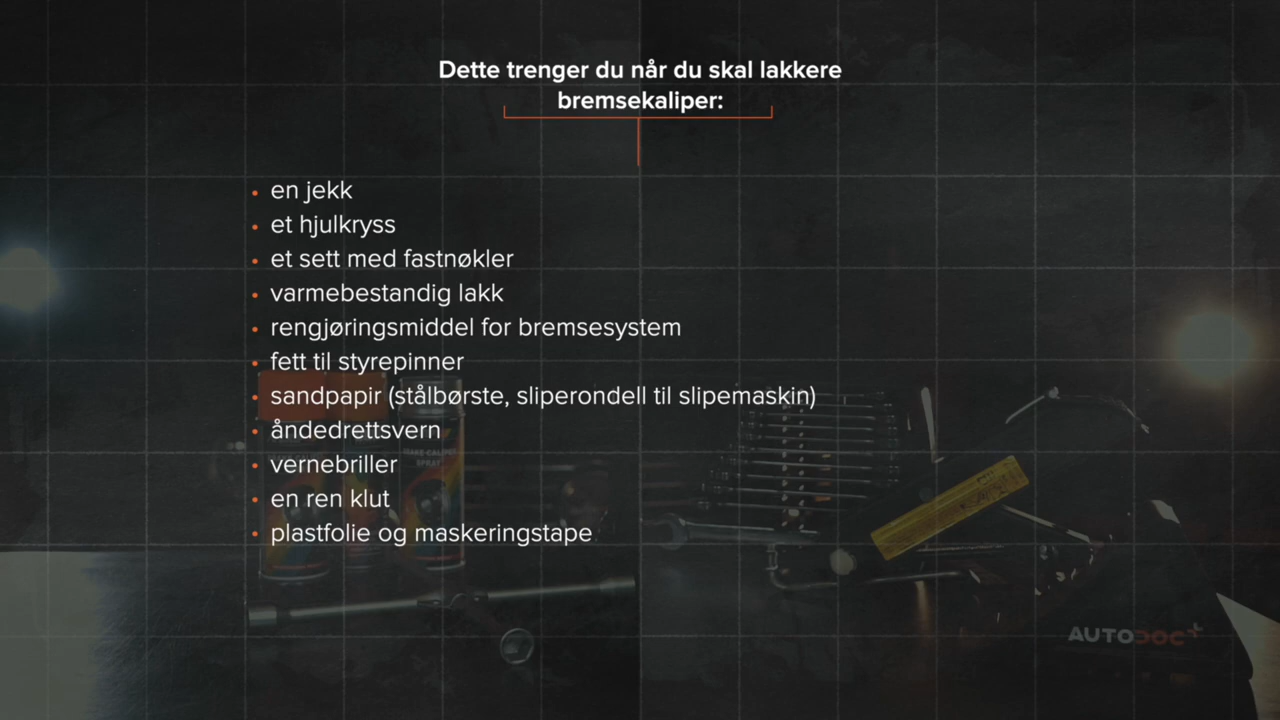 Dette trenger du når du skal lakkere
bremsekaliper:
• en jekk
• et hjulkryss
• et sett med fastnøkler
• varmebestandig lakk
• rengjøringsmiddel for bremsesystem
• fett til styrepinner
• sandpapir (stålbørste, sliperondell til slipemaskin)
• åndedrettsvern
• vernebriller
• en ren klut
• plastfolie og maskeringstape
AUTODOC